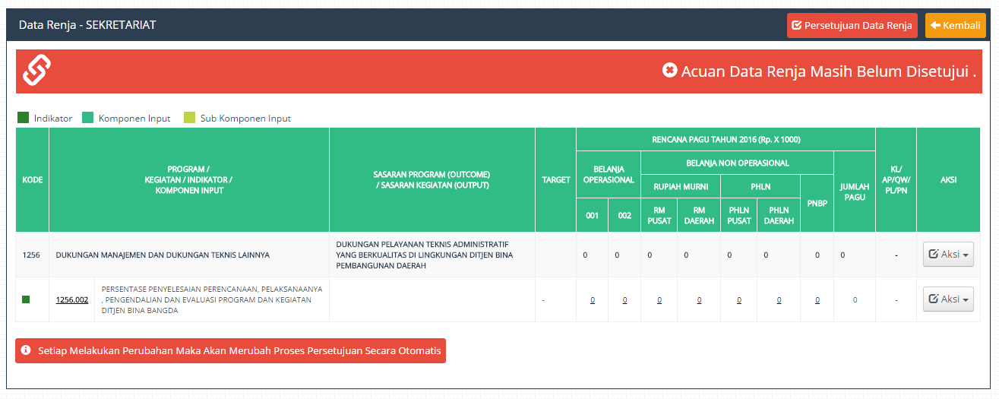 Data Renja - SEKRETARIAT
Persetujuan Data Renja
Kembali
Acuan Data Renja Masih Belum Disetujui .
Indikator
Komponen Input
Sub Komponen Input
KODE
PROGRAM /
KEGIATAN / INDIKATOR /
KOMPONEN INPUT
SASARAN PROGRAM (OUTCOME)
/ SASARAN KEGIATAN (OUTPUT)
TARGET
RENCANA PAGU TAHUN 2016 (Rp. X 1000)
BELANJA
OPERASIONAL
BELANJA NON OPERASIONAL
RUPIAH MURNI
PHLN
PNBP
JUMLAH
PAGU
001
002
RM
PUSAT
RM
DAERAH
PHLN
PUSAT
PHLN
DAERAH
KL/
AP/QW/
PL/PN
AKSI
1256
DUKUNGAN MANAJEMEN DAN DUKUNGAN TEKNIS LAINNYA
DUKUNGAN PELAYANAN TEKNIS ADMINISTRATIF
YANG BERKUALITAS DI LINGKUNGAN DITJEN BINA
PEMBANGUNAN DAERAH
0 0 0 0 0 0 0 0 -
Aksi
1256.002
PERSENTASE PENYELESAIAN PERENCANAAN, PELAKSANAANYA
, PENGENDALIAN DAN EVALUASI PROGRAM DAN KEGIATAN
DITJEN BINA BANGDA
- 0 0 0 0 0 0 0 0 -
Aksi
Setiap Melakukan Perubahan Maka Akan Merubah Proses Persetujuan Secara Otomatis